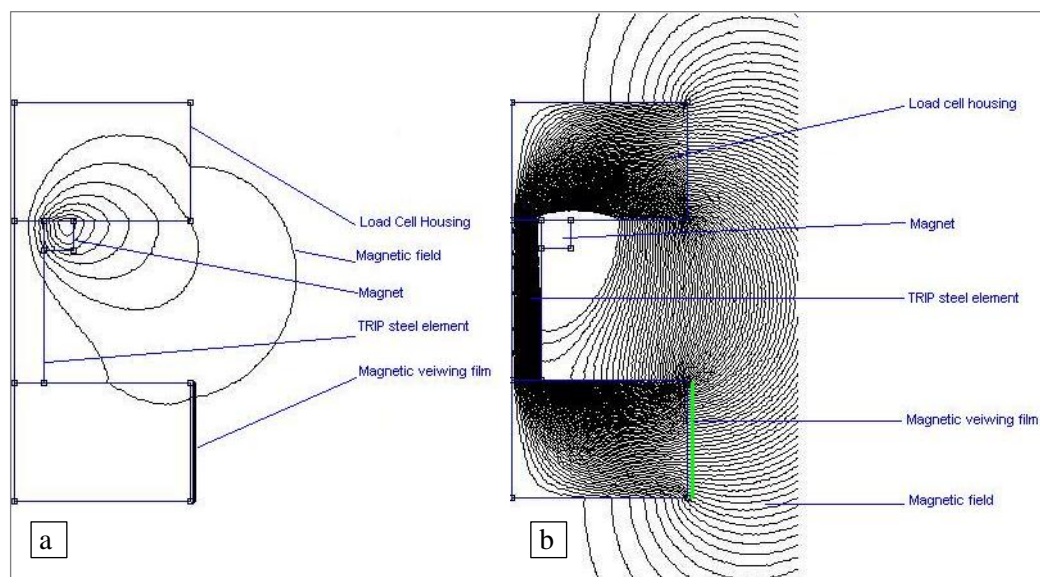 Load Cell Housing
Magnetic field
Magnet
TRIP steel element
Magnetic veiwing film
a
Load cell housing
Magnet
TRIP steel element
Magnetic veiwing film
Magnetic field
b